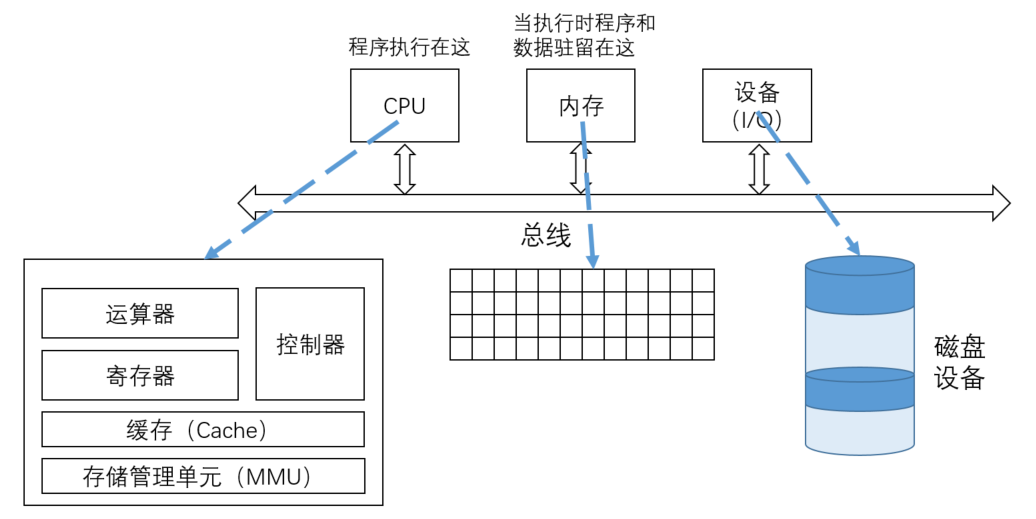 当执行时程序和
数据驻留在这
程序执行在这
CPU
内存
设备
（I/O）
总线
运算器
控制器
寄存器
缓存（Cache）
存储管理单元（MMU）
磁盘
设备